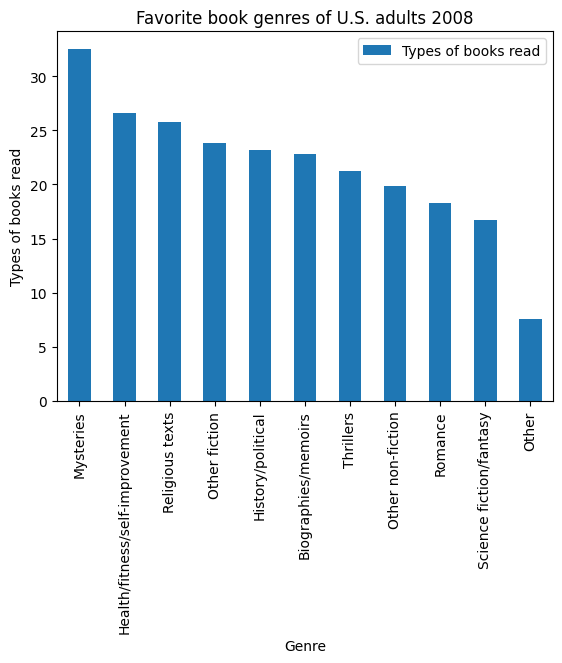 Favorite book genres of U.S. adults 2008
Types of books read
Types of books read
30
25
20
15
10
5
0
Mysteries
Health/fitness/self-improvement
Religious texts
Other fiction
History/political
Biographies/memoirs
Thrillers
Other non-fiction
Romance
Science fiction/fantasy
Other
Genre